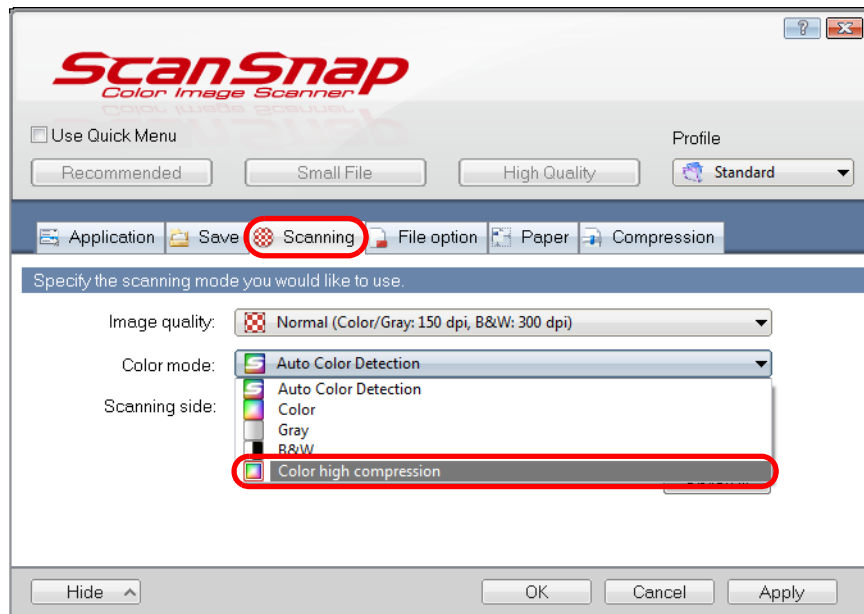 ScanSnap
Color Image Scanner
Use Quick Menu
Profile
Recommended Small File High Quality Standard
Application Save Scanning File option Paper Compression
Specify the scanning mode you would like to use.
Image quality: Normal (Color/Gray: 150 dpi, B&W: 300 dpi)
Color mode: Auto Color Detection
Auto Color Detection
Scanning side: Color
Gray
B&W
Color high compression
Hide OK Cancel Apply